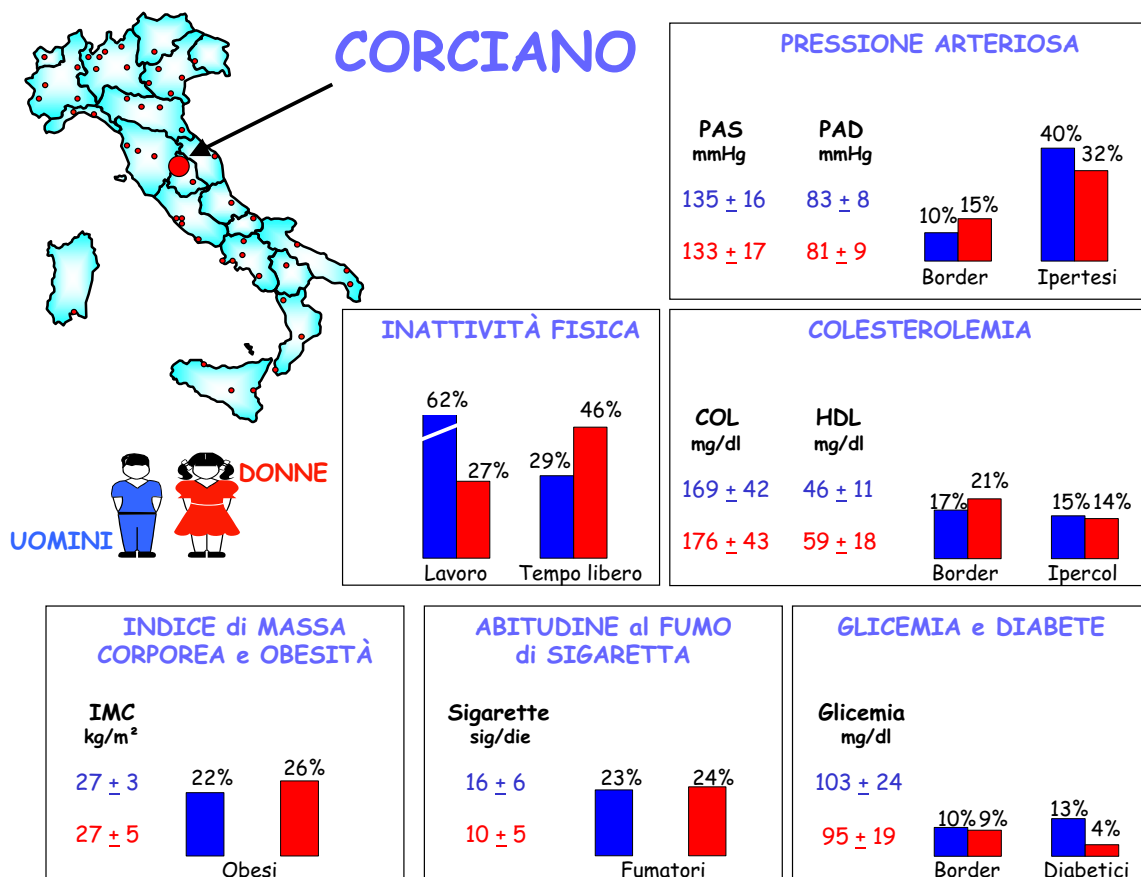 CORCIANO
UOMINI
DONNE
PRESSIONE ARTERIOSA
PAS PAD
mmHg mmHg
135 + 16 83 + 8
133 + 17 81 + 9
10% 15% 40% 32%
Border Ipertesi
INATTIVITÀ FISICA
62% 27% 29% 46%
Lavoro Tempo libero
COLESTEROLEMIA
COL HDL
mg/dl mg/dl
169 + 42 46 + 11
176 + 43 59 + 18
17% 21% 15% 14%
Border Ipercol
INDICE di MASSA
CORPOREA e OBESITÀ
IMC
kg/m²
27 + 3
27 + 5
22% 26%
Obesi
ABITUDINE al FUMO
di SIGARETTA
Sigarette
sig/die
16 + 6
10 + 5
23% 24%
Fumatori
GLICEMIA e DIABETE
Glicemia
mg/dl
103 + 24
95 + 19
10% 9% 13% 4%
Border Diabetici